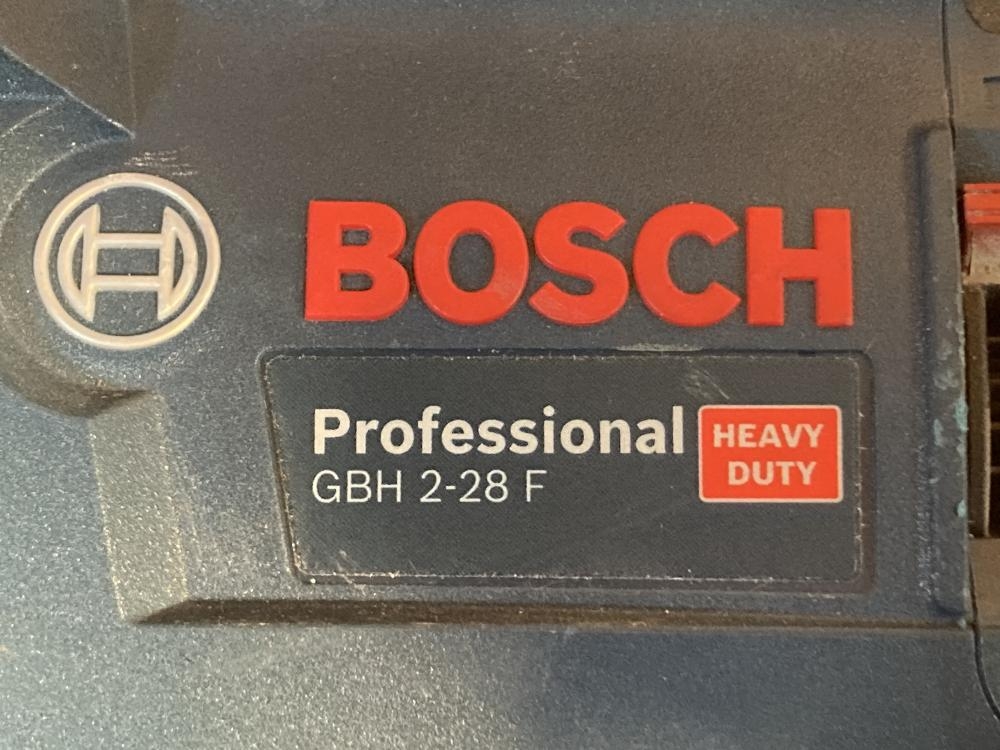 BOSCH
Professional
GBH 2-28 F
HEAVY
DUTY